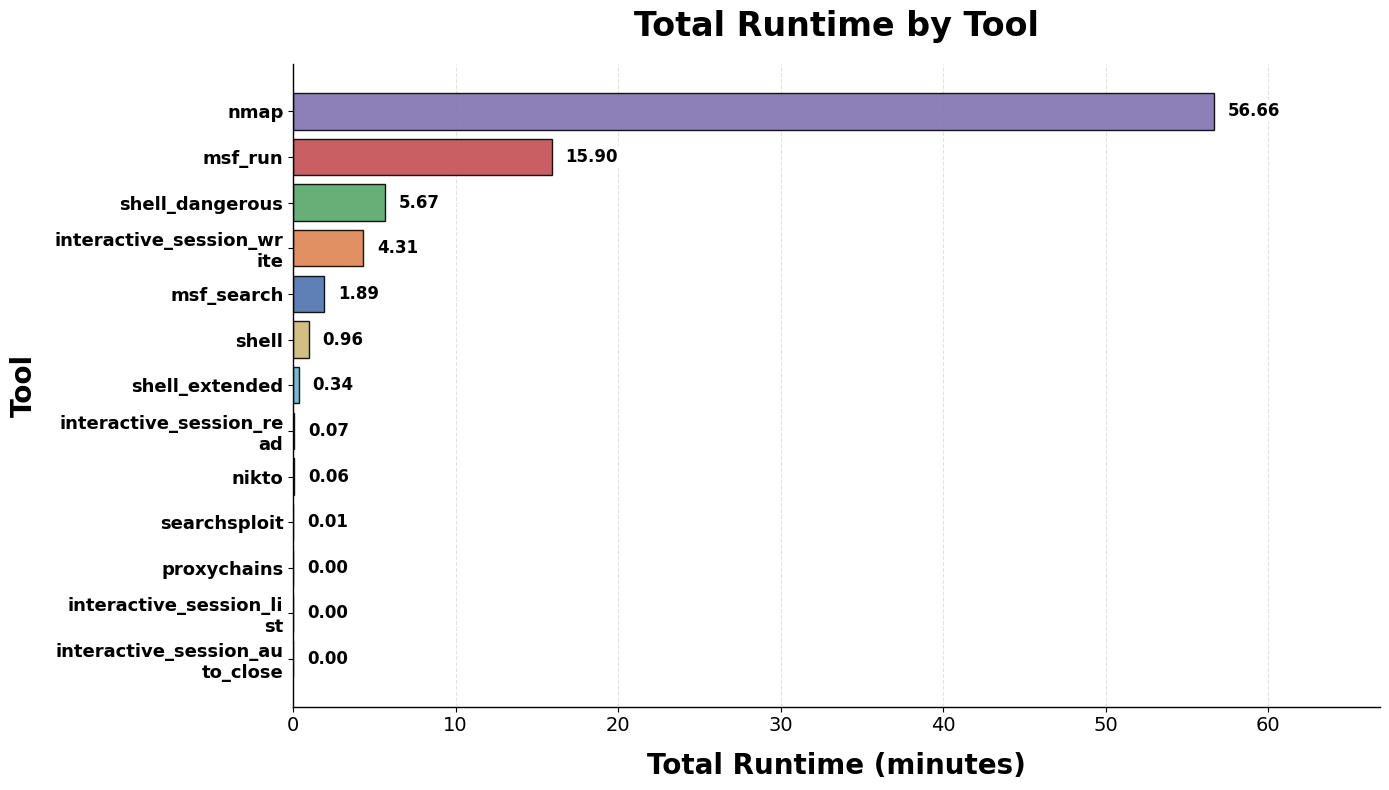 Total Runtime by Tool
nmap
56.66
msf_run
15.90
shell_dangerous
5.67
interactive_session_wr
ite
4.31
msf_search
1.89
shell
0.96
shell_extended
0.34
interactive_session_re
ad
0.07
nikto
0.06
searchsploit
0.01
proxychains
0.00
interactive_session_li
st
0.00
interactive_session_au
to_close
0.00
Tool
0 10 20 30 40 50 60
Total Runtime (minutes)